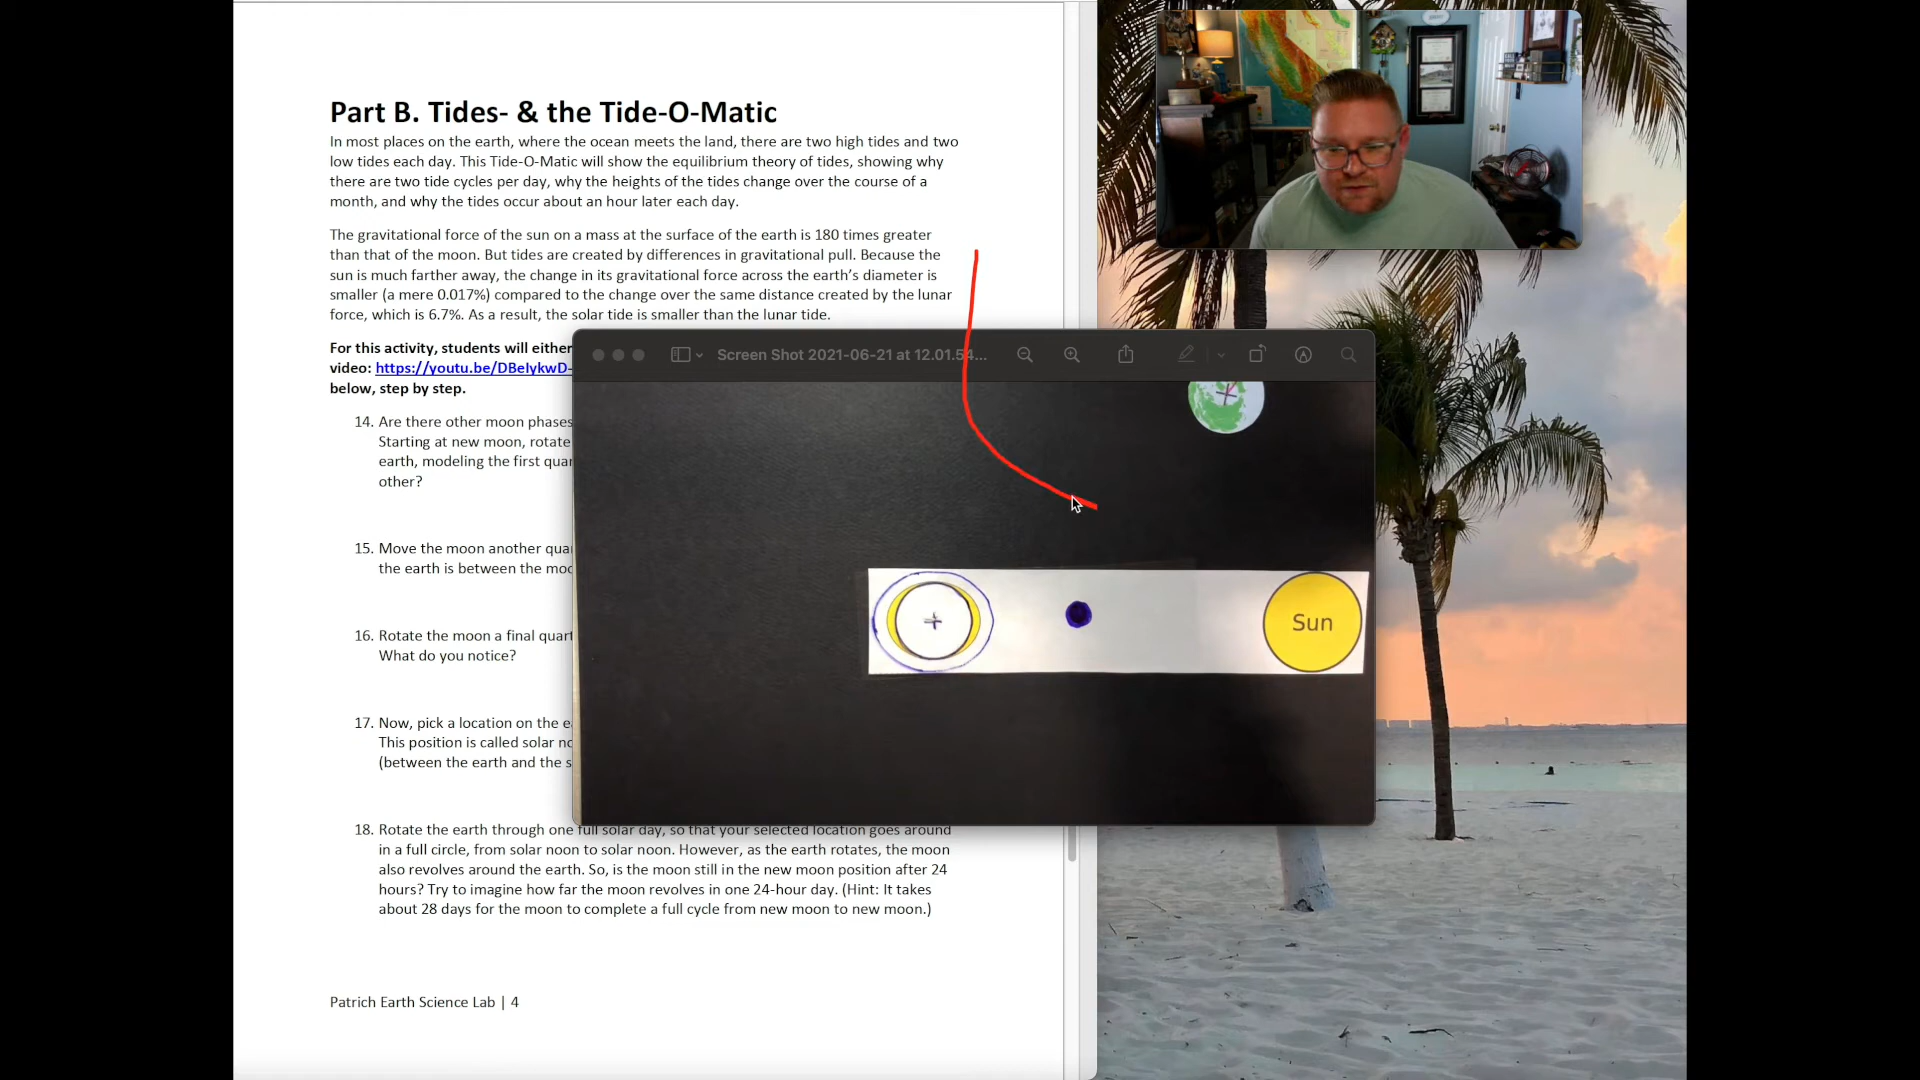 Part B. Tides- & the Tide-O-Matic
In most places on the earth, where the ocean meets the land, there are two high tides and two
low tides each day. This Tide-O-Matic will show the equilibrium theory of tides, showing why
there are two tide cycles per day, why the heights of the tides change over the course of a
month, and why the tides occur about an hour later each day.
The gravitational force of the sun on a mass at the surface of the earth is 180 times greater
than that of the moon. But tides are created by differences in gravitational pull. Because the
sun is much farther away, the change in its gravitational force across the earth's diameter is
smaller (a mere 0.017%) compared to the change over the same distance created by the lunar
force, which is 6.7%. As a result, the solar tide is smaller than the lunar tide.
For this activity, students will either
video: https://youtu.be/DBelykwD-
below, step by step.
Screen Shot 2021-06-21 at 12.01.54...
14. Are there other moon phases
Starting at new moon, rotate
earth, modeling the first quar
other?
15. Move the moon another qua
the earth is between the moo
Sun
16. Rotate the moon a final quart
What do you notice?
17. Now, pick a location on the e
This position is called solar no
(between the earth and the s
18. Rotate the earth through one full solar day, so that your selected location goes around
in a full circle, from solar noon to solar noon. However, as the earth rotates, the moon
also revolves around the earth. So, is the moon still in the new moon position after 24
hours? Try to imagine how far the moon revolves in one 24-hour day. (Hint: It takes
about 28 days for the moon to complete a full cycle from new moon to new moon.)
Patrich Earth Science Lab | 4